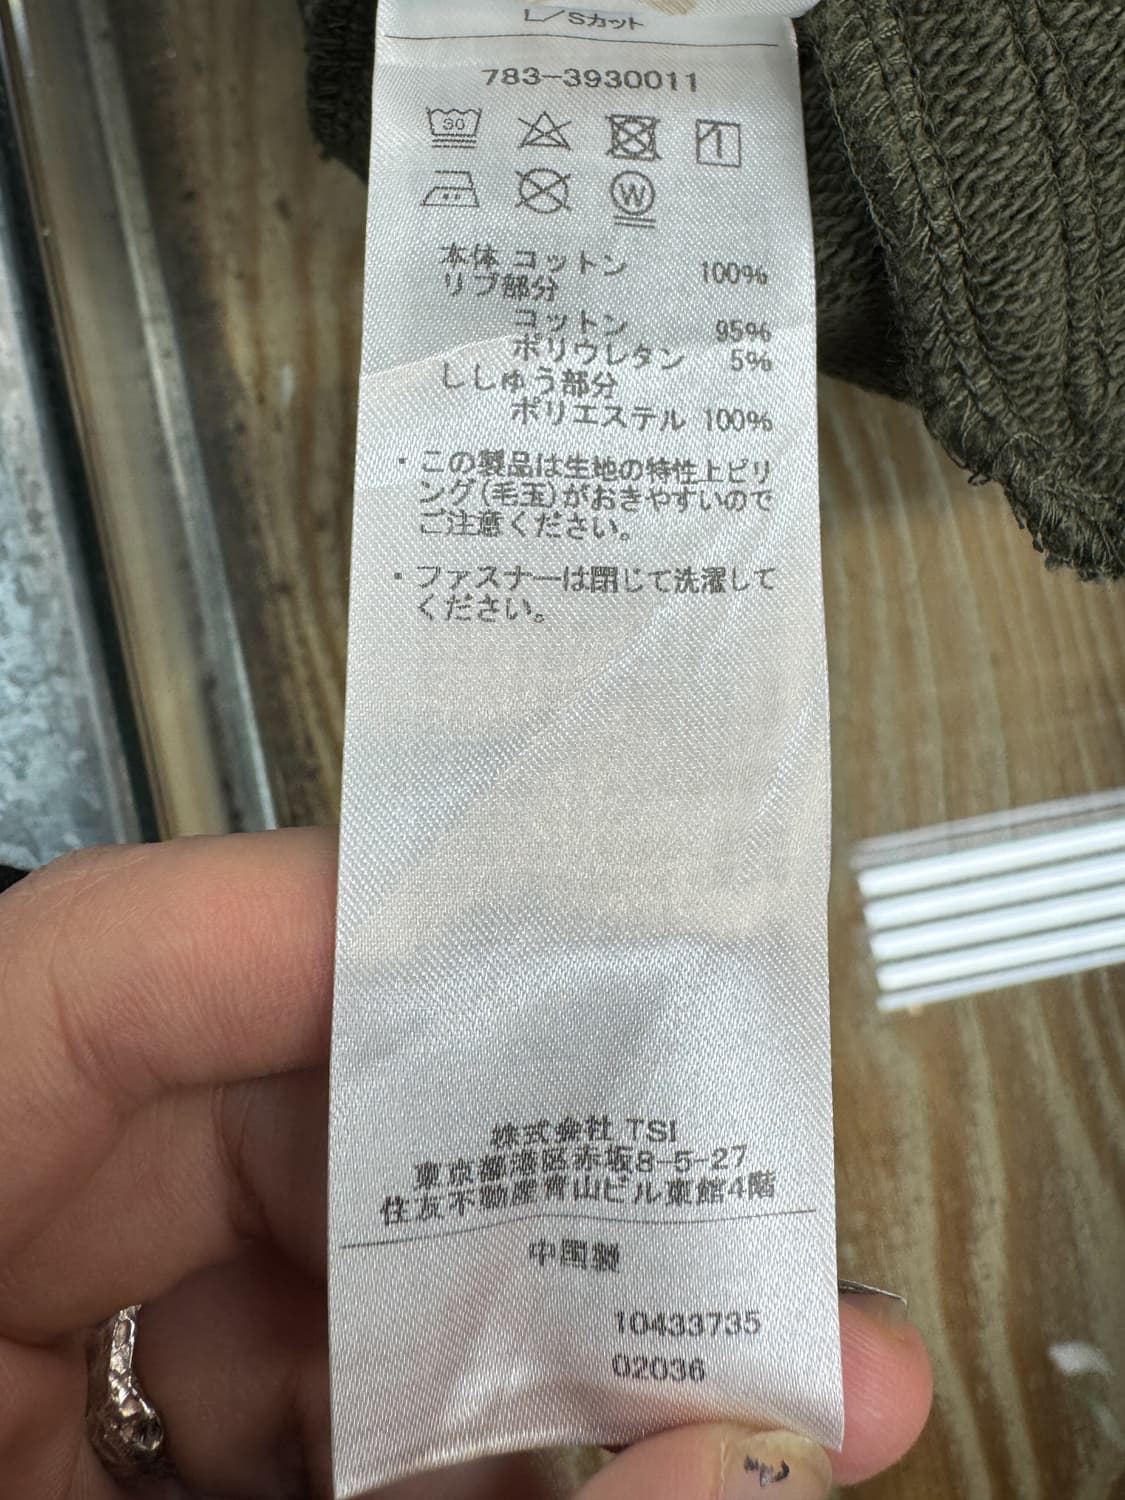 L/Sカット
783-3930011
30
W
本体 コットン 100%
リブ部分
コットン 95%
ポリウレタン 5%
ししゅう部分
ポリエステル 100%
・この製品は生地の特性上ピリ
ング(毛玉)がおきやすいので
ご注意ください。
・ファスナーは閉じて洗濯して
ください。
株式会社 TSI
東京都港区赤坂8-5-27
住友不動産青山ビル東館4階
中国製
10433735
02036